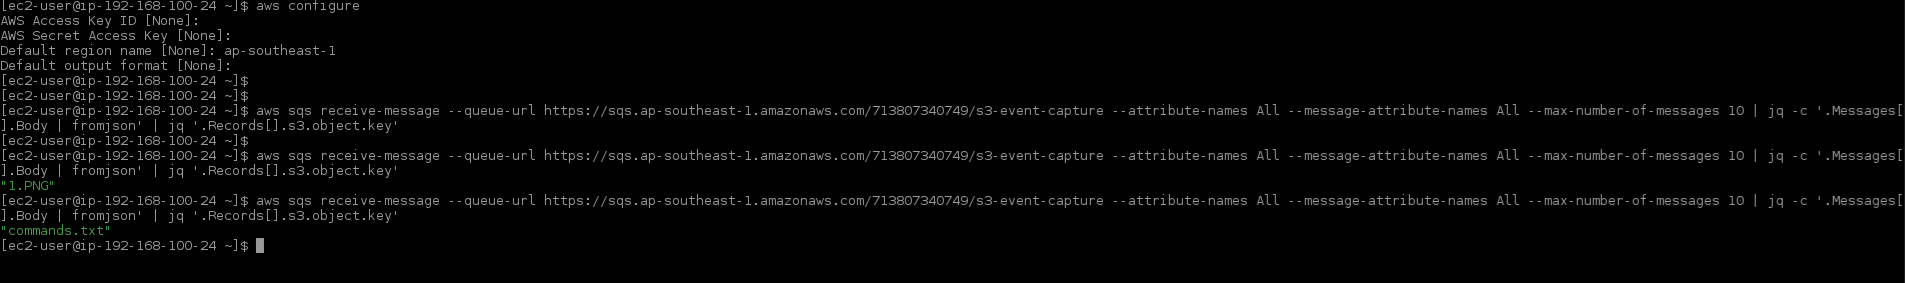 [ec2-user@ip-192-168-100-24 ~]$ aws configure
AWS Access Key ID [None]:
AWS Secret Access Key [None]:
Default region name [None]: ap-southeast-1
Default output format [None]:
[ec2-user@ip-192-168-100-24 ~]$
[ec2-user@ip-192-168-100-24 ~]$
[ec2-user@ip-192-168-100-24 ~]$ aws sqs receive-message --queue-url https://sqs.ap-southeast-1.amazonaws.com/713807340749/s3-event-capture --attribute-names All --message-attribute-names All --max-number-of-messages 10 | jq -c '.Messages[
].Body | fromjson' | jq '.Records[].s3.object.key'
[ec2-user@ip-192-168-100-24 ~]$
[ec2-user@ip-192-168-100-24 ~]$ aws sqs receive-message --queue-url https://sqs.ap-southeast-1.amazonaws.com/713807340749/s3-event-capture --attribute-names All --message-attribute-names All --max-number-of-messages 10 | jq -c '.Messages[
].Body | fromjson' | jq '.Records[].s3.object.key'
"1.PNG"
[ec2-user@ip-192-168-100-24 ~]$ aws sqs receive-message --queue-url https://sqs.ap-southeast-1.amazonaws.com/713807340749/s3-event-capture --attribute-names All --message-attribute-names All --max-number-of-messages 10 | jq -c '.Messages[
].Body | fromjson' | jq '.Records[].s3.object.key'
"commands.txt"
[ec2-user@ip-192-168-100-24 ~]$